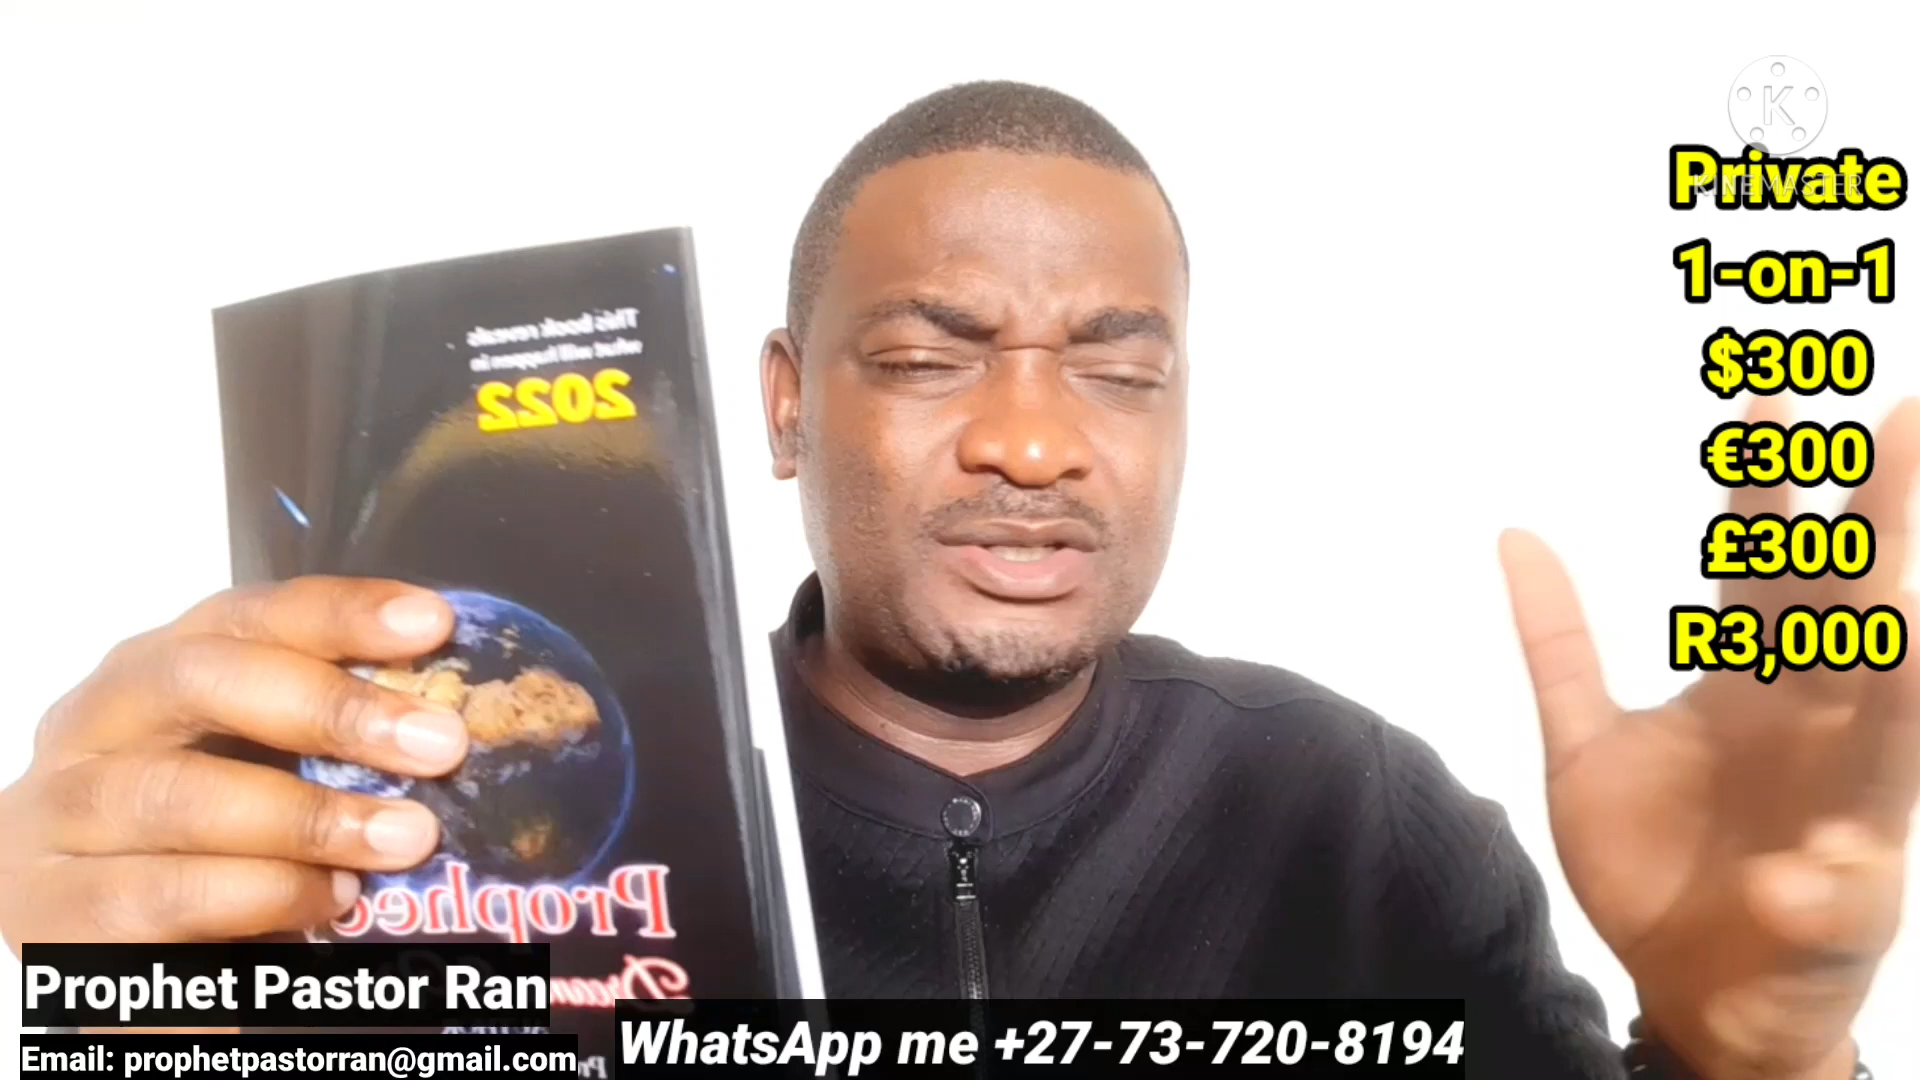 K
KINEMASTER
Private
1-on-1
$300
€300
£300
R3,000
This book reveals
what will happen in
2022
Prophet Pastor Ran
Email: prophetpastorran@gmail.com
WhatsApp me +27-73-720-8194